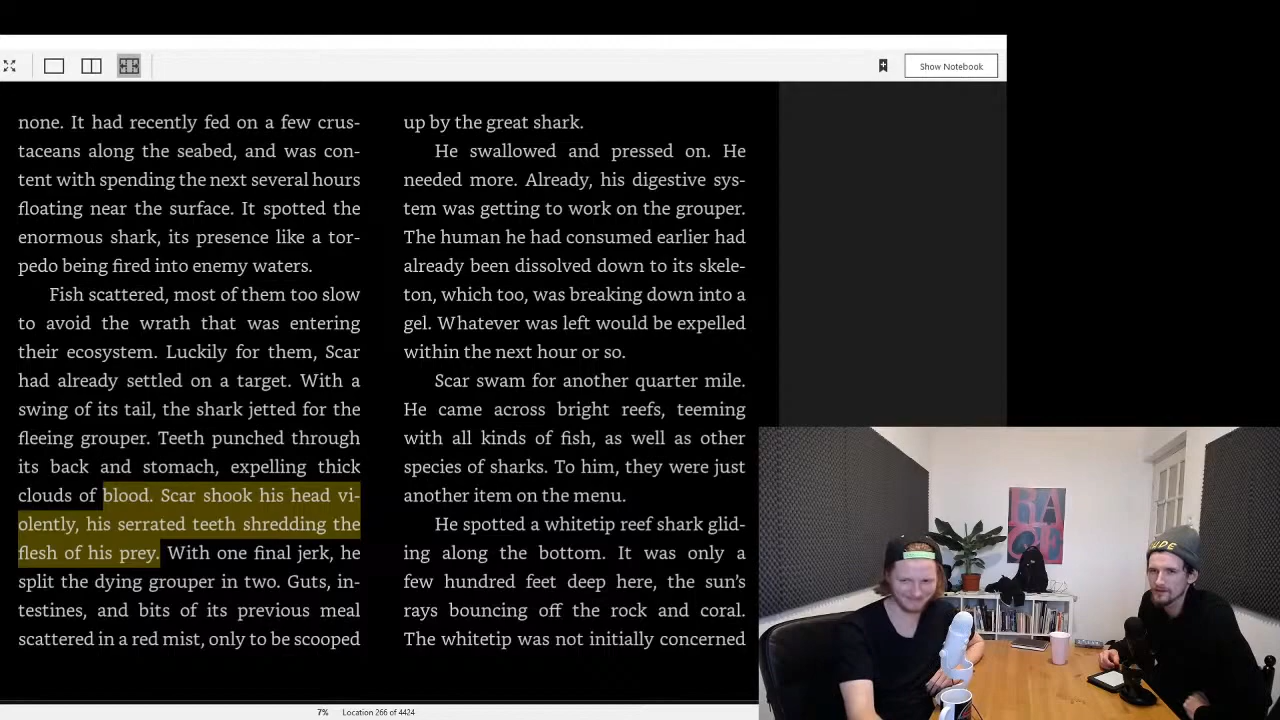 Show Notebook
none. It had recently fed on a few crus-
taceans along the seabed, and was con-
tent with spending the next several hours
floating near the surface. It spotted the
enormous shark, its presence like a tor-
pedo being fired into enemy waters.
Fish scattered, most of them too slow
to avoid the wrath that was entering
their ecosystem. Luckily for them, Scar
had already settled on a target. With a
swing of its tail, the shark jetted for the
fleeing grouper. Teeth punched through
its back and stomach, expelling thick
clouds of blood. Scar shook his head vi-
olently, his serrated teeth shredding the
flesh of his prey. With one final jerk, he
split the dying grouper in two. Guts, in-
testines, and bits of its previous meal
scattered in a red mist, only to be scooped
up by the great shark.
He swallowed and pressed on. He
needed more. Already, his digestive sys-
tem was getting to work on the grouper.
The human he had consumed earlier had
already been dissolved down to its skele-
ton, which too, was breaking down into a
gel. Whatever was left would be expelled
within the next hour or so.
Scar swam for another quarter mile.
He came across bright reefs, teeming
with all kinds of fish, as well as other
species of sharks. To him, they were just
another item on the menu.
He spotted a whitetip reef shark glid-
ing along the bottom. It was only a
few hundred feet deep here, the sun's
rays bouncing off the rock and coral.
The whitetip was not initially concerned
7% Location 266 of 4424
RA
GE